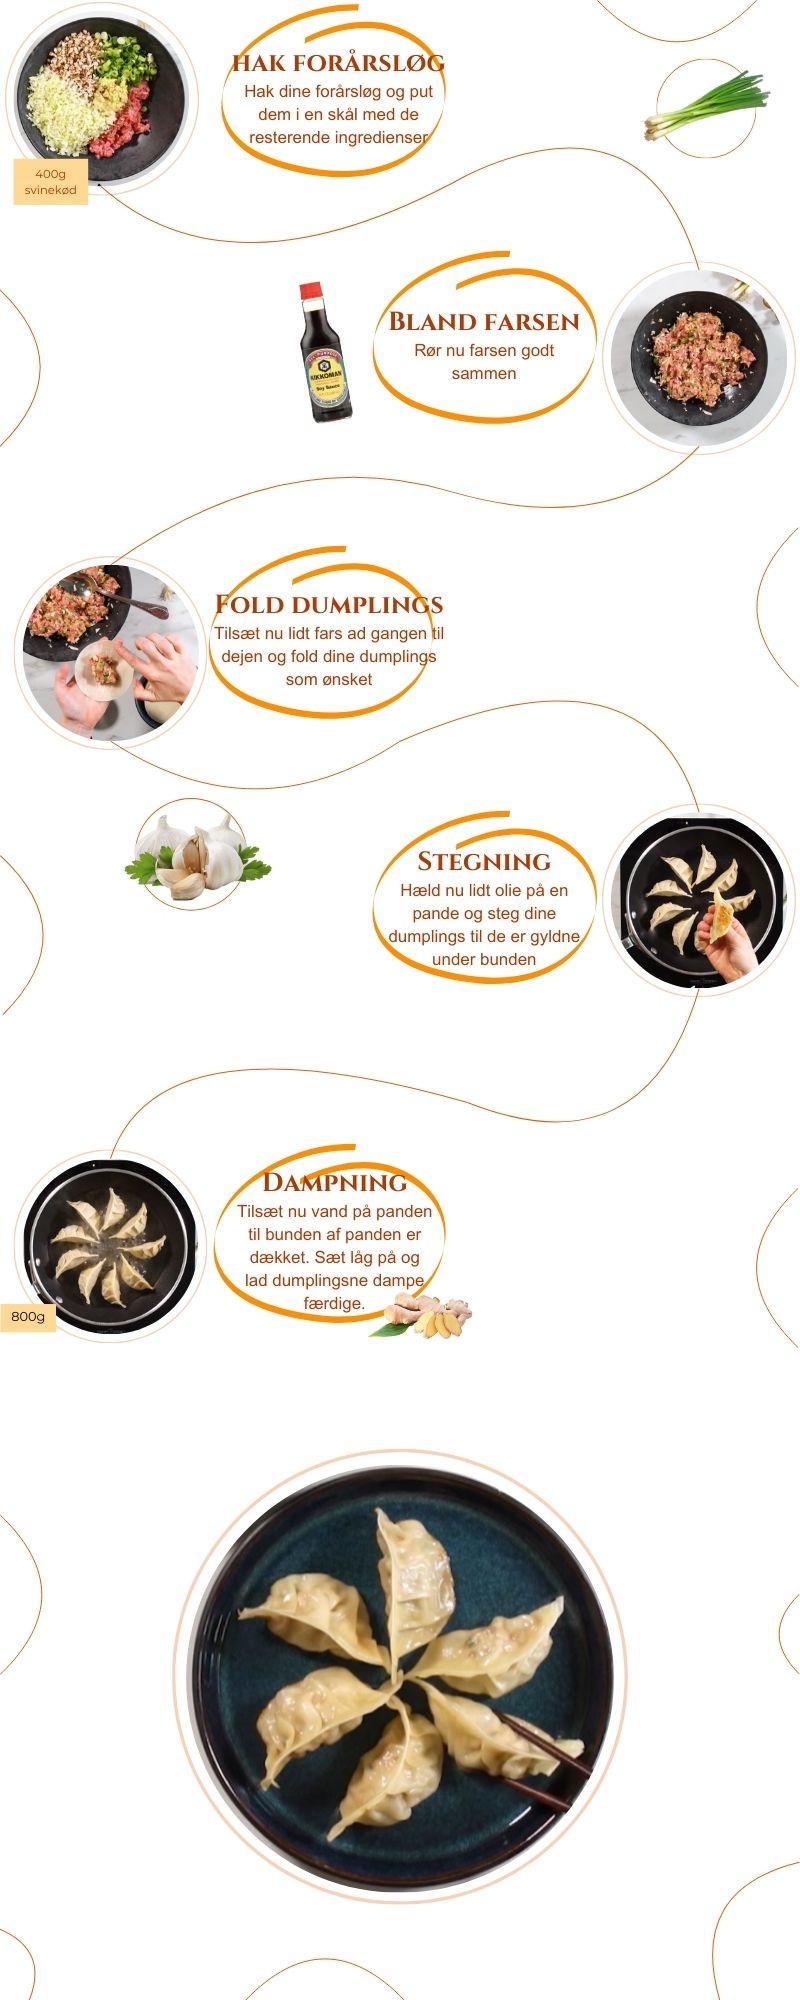 HAK FORÅRSLØG
Hak dine forårsløg og put
dem i en skål med de
resterende ingredienser
400g
svinekød
BLAND FARSEN
Rør nu farsen godt
sammen
KIKKOMAN
Soy Sauce
FOLD DUMPLINGS
Tilsæt nu lidt fars ad gangen til
dejen og fold dine dumplings
som ønsket
STEGNING
Hæld nu lidt olie på en
pande og steg dine
dumplings til de er gyldne
under bunden
DAMPNING
Tilsæt nu vand på panden
til bunden af panden er
dækket. Sæt låg på og
lad dumplingsne dampe
færdige.
800g